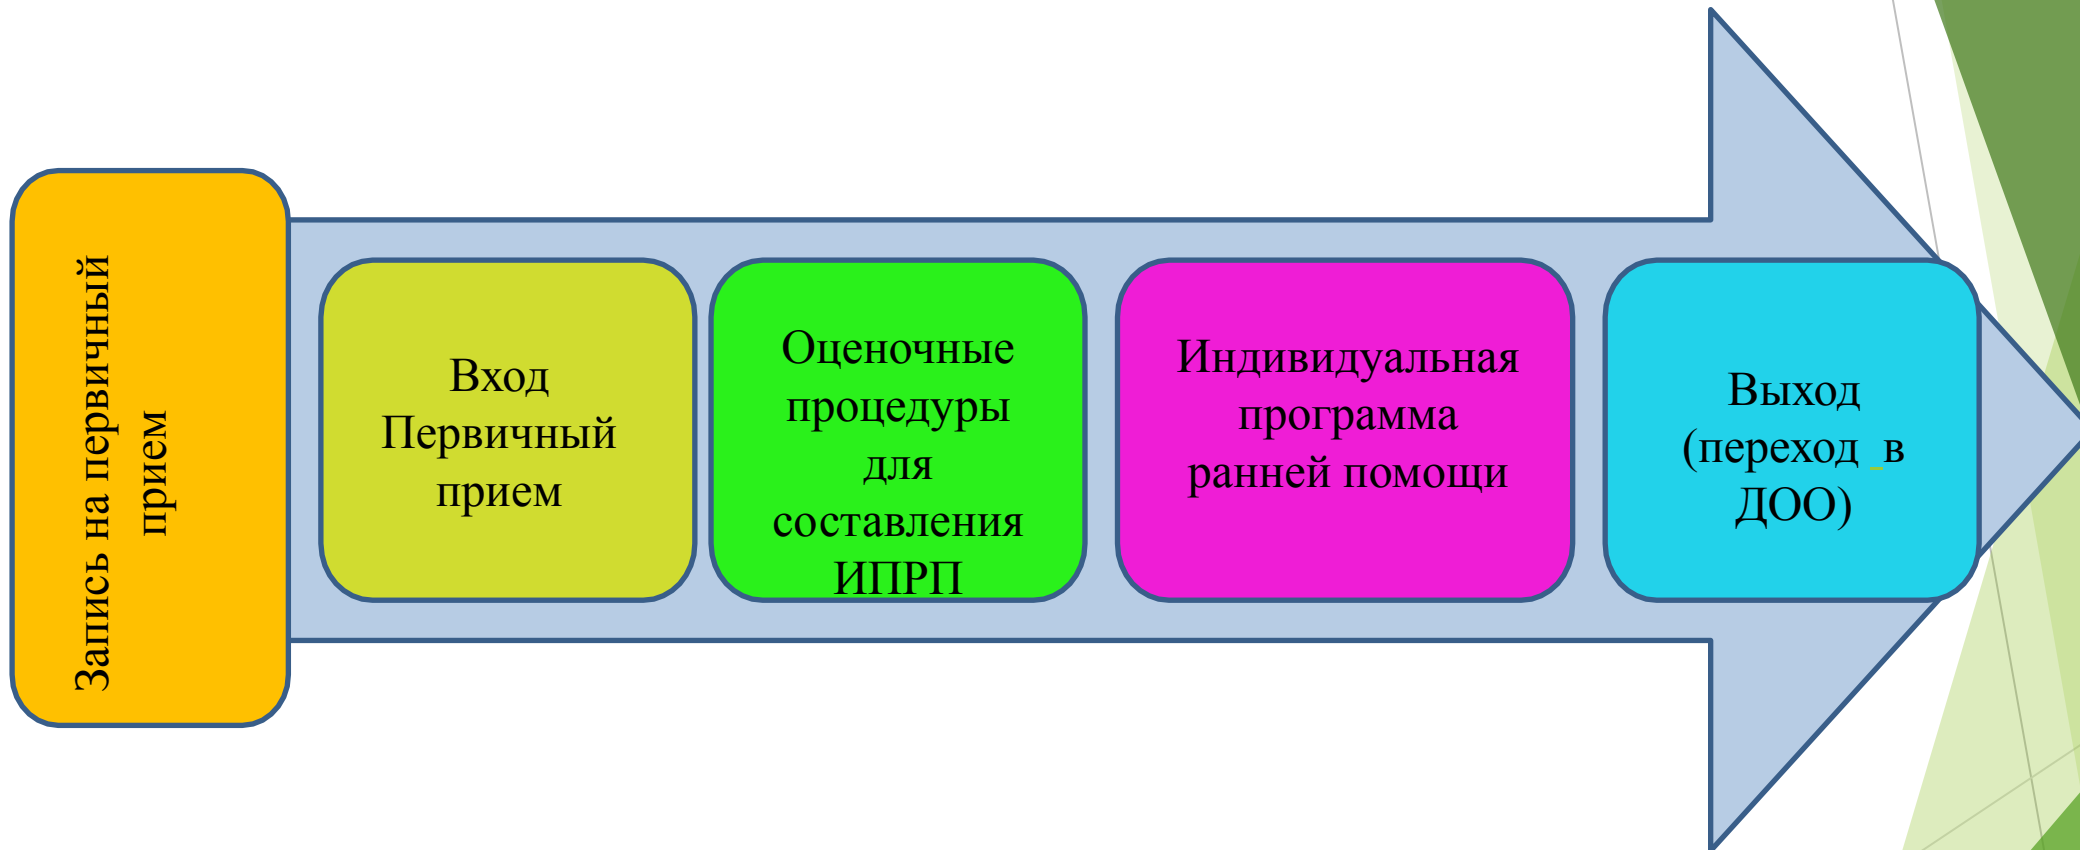 Запись на первичный
прием
Вход
Первичный
прием
Оценочные
процедуры
для
составления
ИПРП
Индивидуальная
программа
ранней помощи
Выход
(переход  в
ДОО)